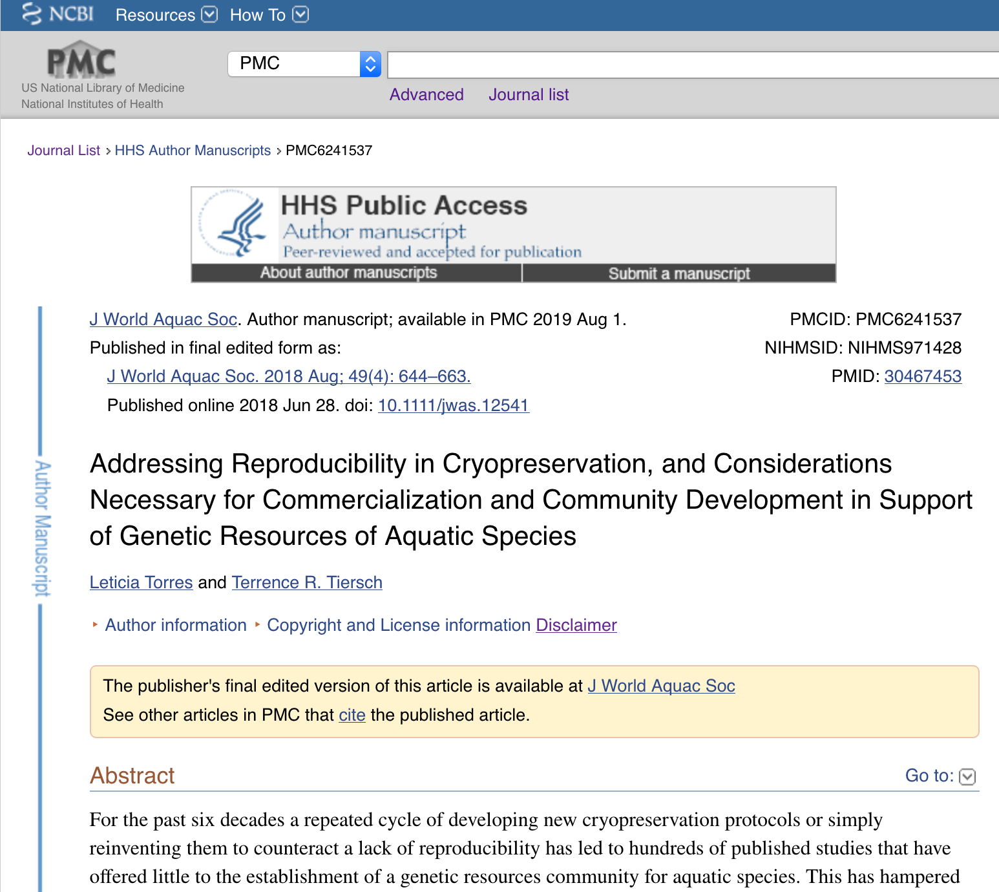 NCBI Resources How To
PMC
US National Library of Medicine
National Institutes of Health
PMC
Advanced Journal list
Journal List › HHS Author Manuscripts › PMC6241537
HHS Public Access
Author manuscript
Peer-reviewed and accepted for publication
About author manuscripts Submit a manuscript
J World Aquac Soc. Author manuscript; available in PMC 2019 Aug 1. PMCID: PMC6241537
Published in final edited form as: NIHMSID: NIHMS971428
J World Aquac Soc. 2018 Aug; 49(4): 644–663. PMID: 30467453
Published online 2018 Jun 28. doi: 10.1111/jwas.12541
Author Manuscript
Addressing Reproducibility in Cryopreservation, and Considerations
Necessary for Commercialization and Community Development in Support
of Genetic Resources of Aquatic Species
Leticia Torres and Terrence R. Tiersch
‣ Author information ‣ Copyright and License information Disclaimer
The publisher's final edited version of this article is available at J World Aquac Soc
See other articles in PMC that cite the published article.
Abstract Go to:
For the past six decades a repeated cycle of developing new cryopreservation protocols or simply
reinventing them to counteract a lack of reproducibility has led to hundreds of published studies that have
offered little to the establishment of a genetic resources community for aquatic species. This has hampered